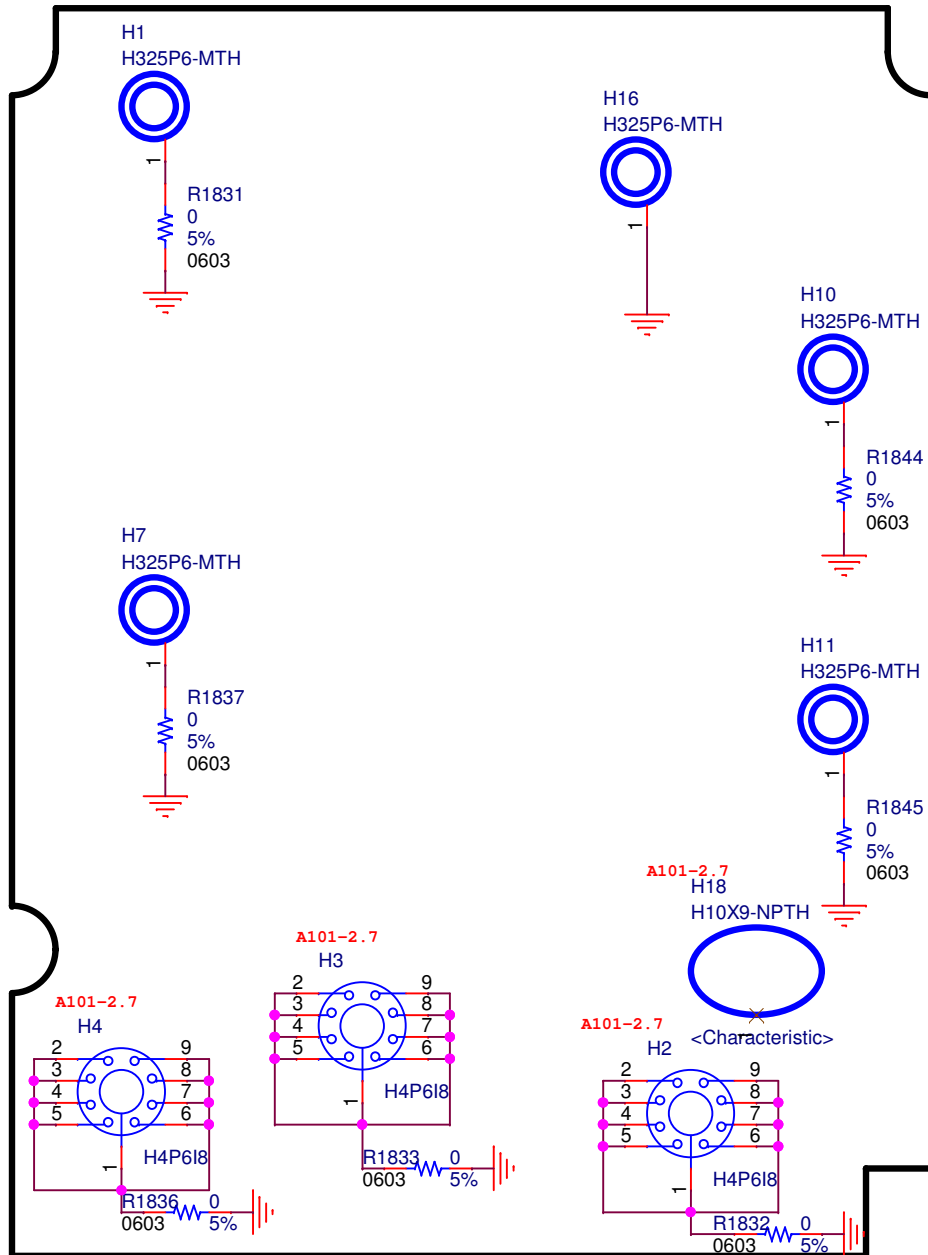 H1
H325P6-MTH
1
R1831
0
5%
0603
H16
H325P6-MTH
1
H10
H325P6-MTH
1
R1844
0
5%
0603
H7
H325P6-MTH
1
R1837
0
5%
0603
H11
H325P6-MTH
1
R1845
0
5%
0603
A101-2.7
H18
H10X9-NPTH
1
<Characteristic>
A101-2.7
H3
2 9
3 8
4 7
5 6
1
H4P6I8
R1833 0
0603 5%
A101-2.7
H4
2 9
3 8
4 7
5 6
1
H4P6I8
R1836 0
0603 5%
A101-2.7
H2
2 9
3 8
4 7
5 6
1
H4P6I8
R1832 0
0603 5%